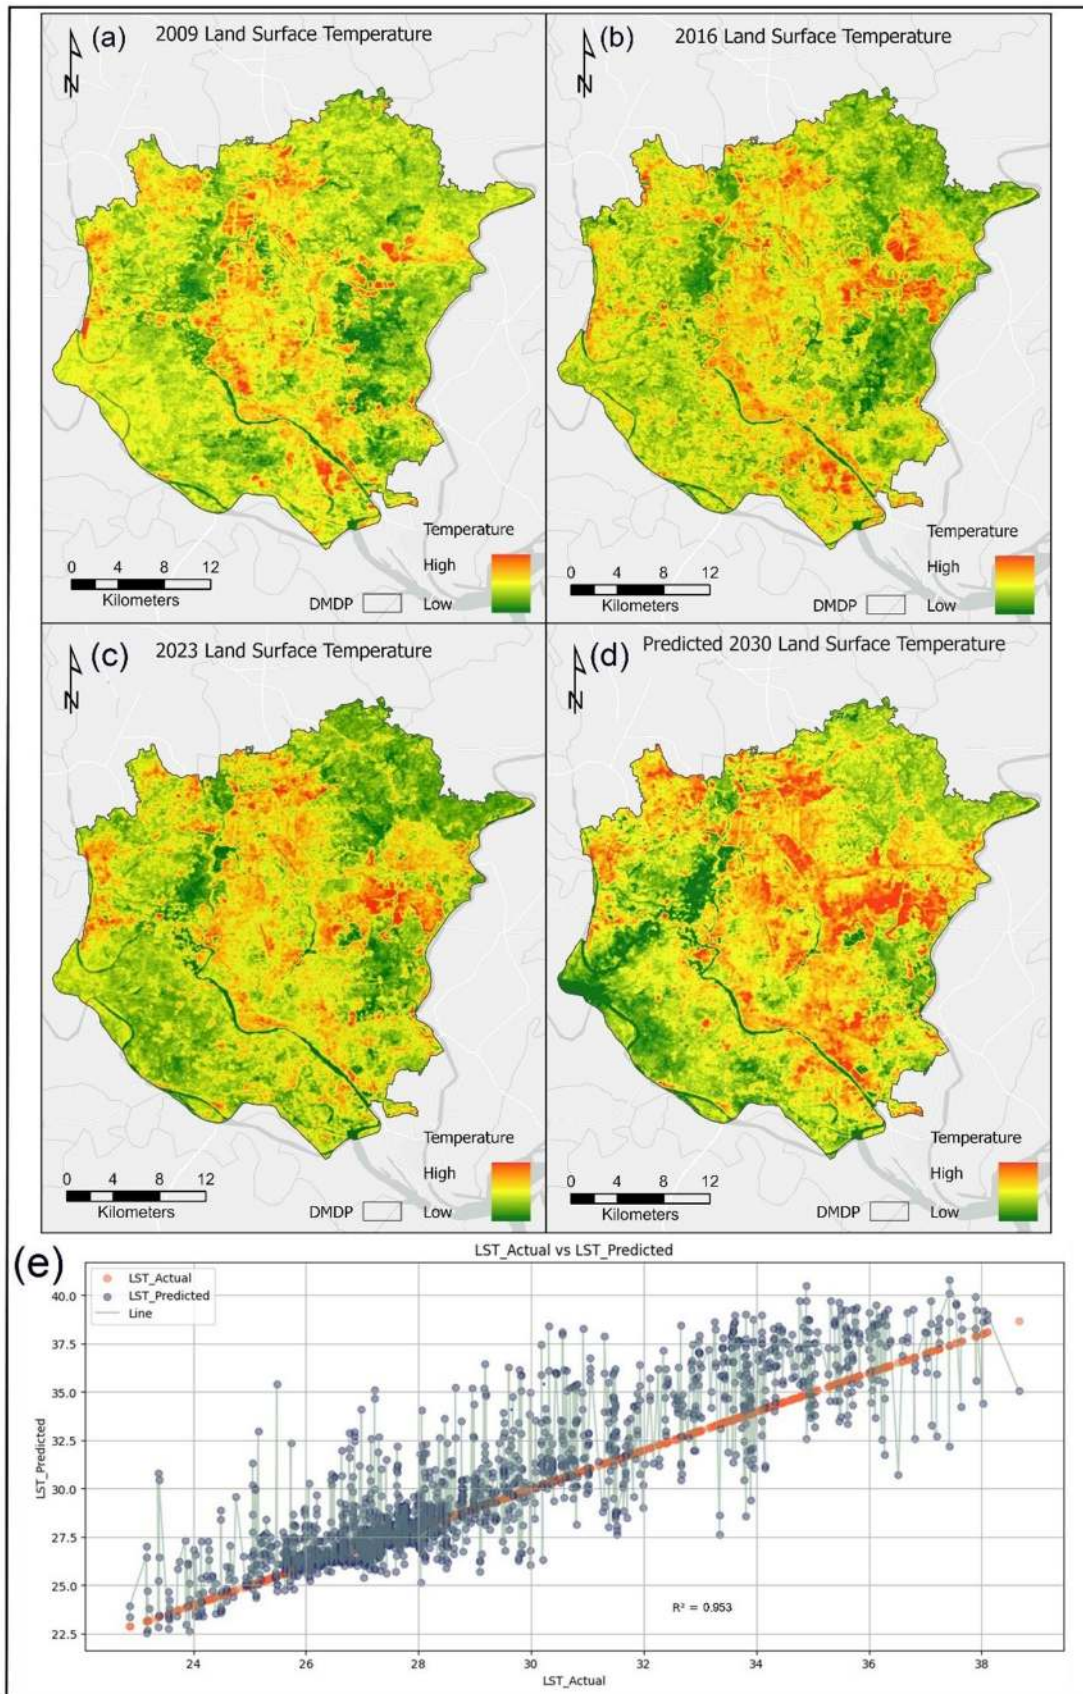 (a) 2009 Land Surface Temperature
N
Temperature
High
Low
0 4 8 12
Kilometers
DMDP
(b) 2016 Land Surface Temperature
N
Temperature
High
Low
0 4 8 12
Kilometers
DMDP
(c) 2023 Land Surface Temperature
N
Temperature
High
Low
0 4 8 12
Kilometers
DMDP
(d) Predicted 2030 Land Surface Temperature
N
Temperature
High
Low
0 4 8 12
Kilometers
DMDP
(e)
LST_Actual vs LST_Predicted
LST_Actual
LST_Predicted
Line
LST_Predicted
40.0
37.5
35.0
32.5
30.0
27.5
25.0
22.5
R² = 0.953
24 26 28 30 32 34 36 38
LST_Actual